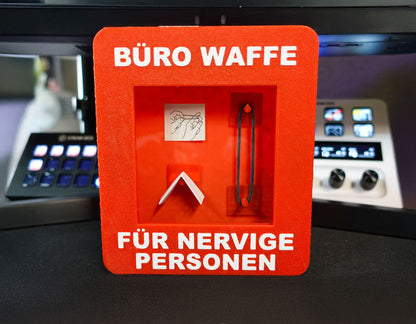 BÜRO WAFFE
FÜR NERVIGE
PERSONEN